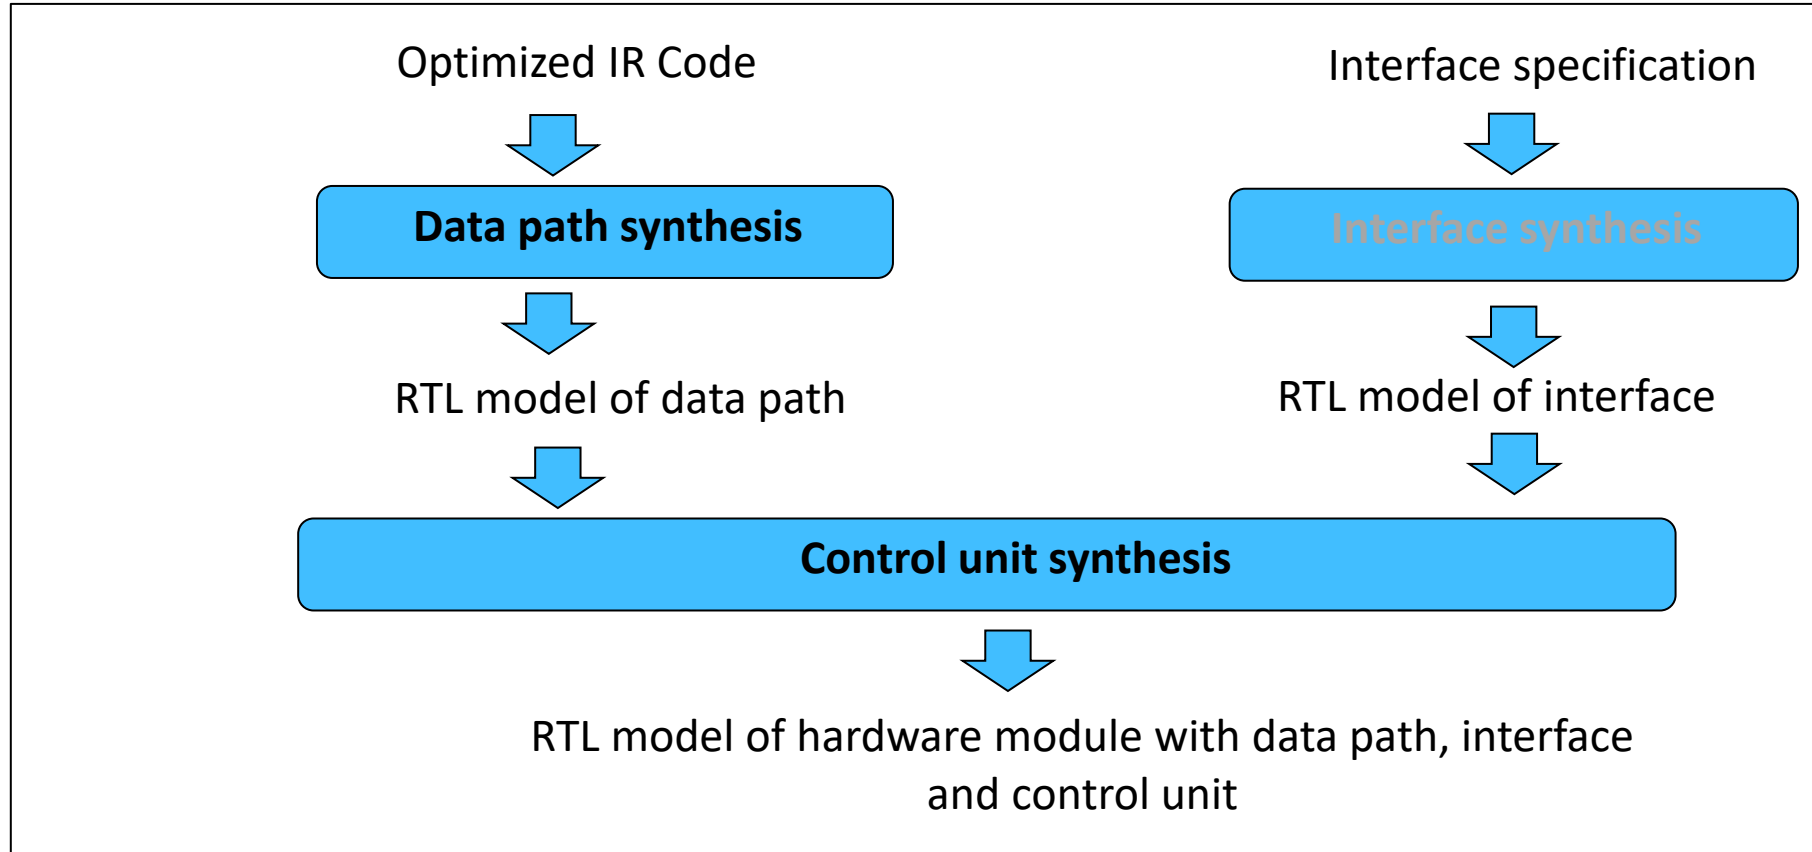 Optimized IR Code
Interface specification
Data path synthesis
Interface synthesis
RTL model of data path
RTL model of interface
Control unit synthesis
RTL model of hardware module with data path, interface
and control unit